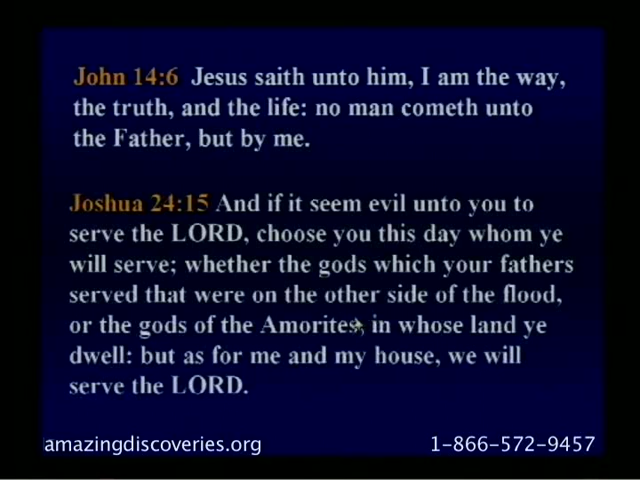 John 14:6 Jesus saith unto him, I am the way,
the truth, and the life: no man cometh unto
the Father, but by me.
Joshua 24:15 And if it seem evil unto you to
serve the LORD, choose you this day whom ye
will serve; whether the gods which your fathers
served that were on the other side of the flood,
or the gods of the Amorites, in whose land ye
dwell: but as for me and my house, we will
serve the LORD.
amazingdiscoveries.org
1-866-572-9457